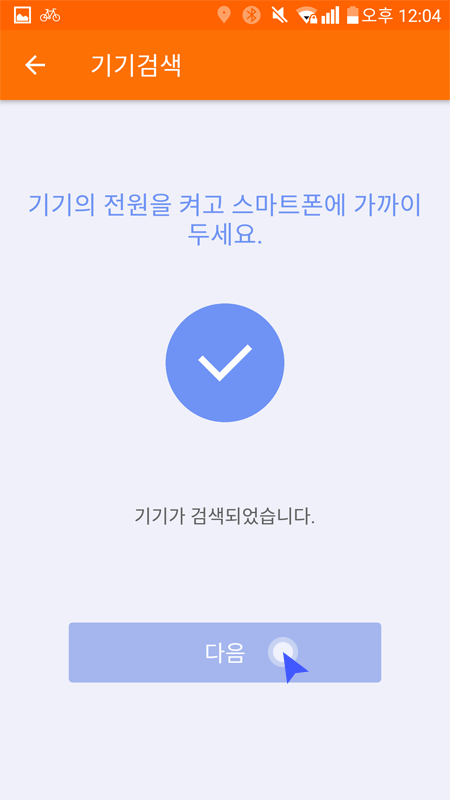 오후 12:04
기기검색
기기의 전원을 켜고 스마트폰에 가까이
두세요.
기기가 검색되었습니다.
다음